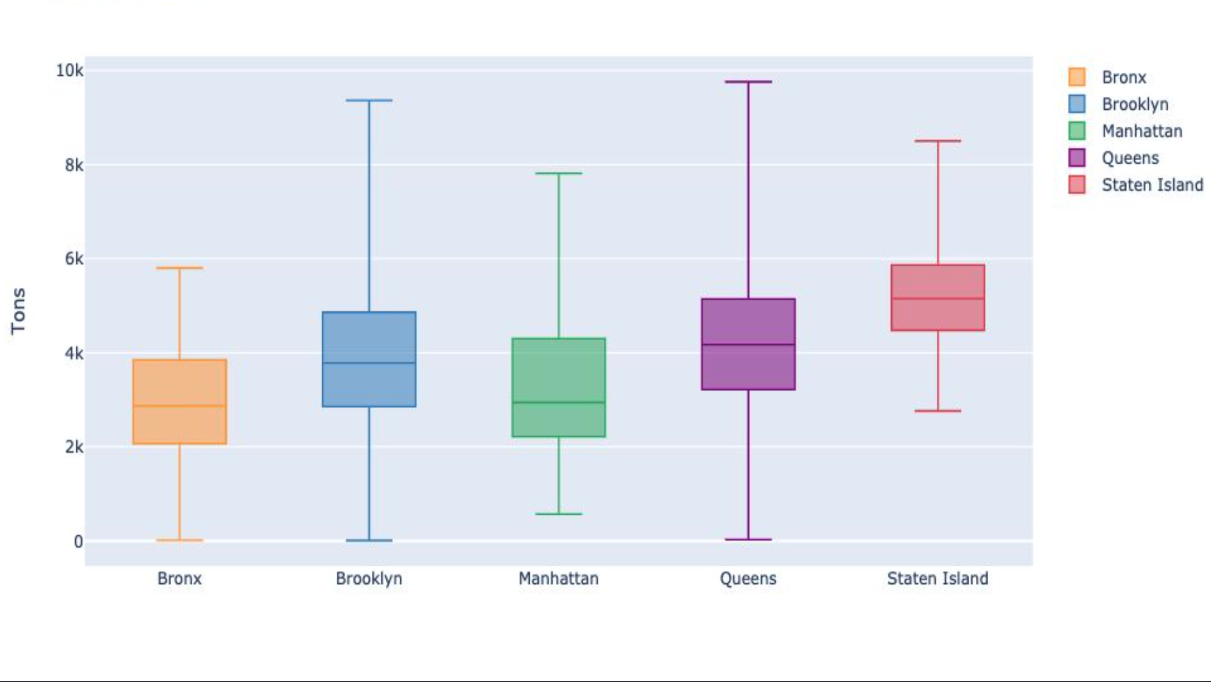 10k
8k
6k
4k
2k
0
Tons
Bronx
Brooklyn
Manhattan
Queens
Staten Island
Bronx
Brooklyn
Manhattan
Queens
Staten Island